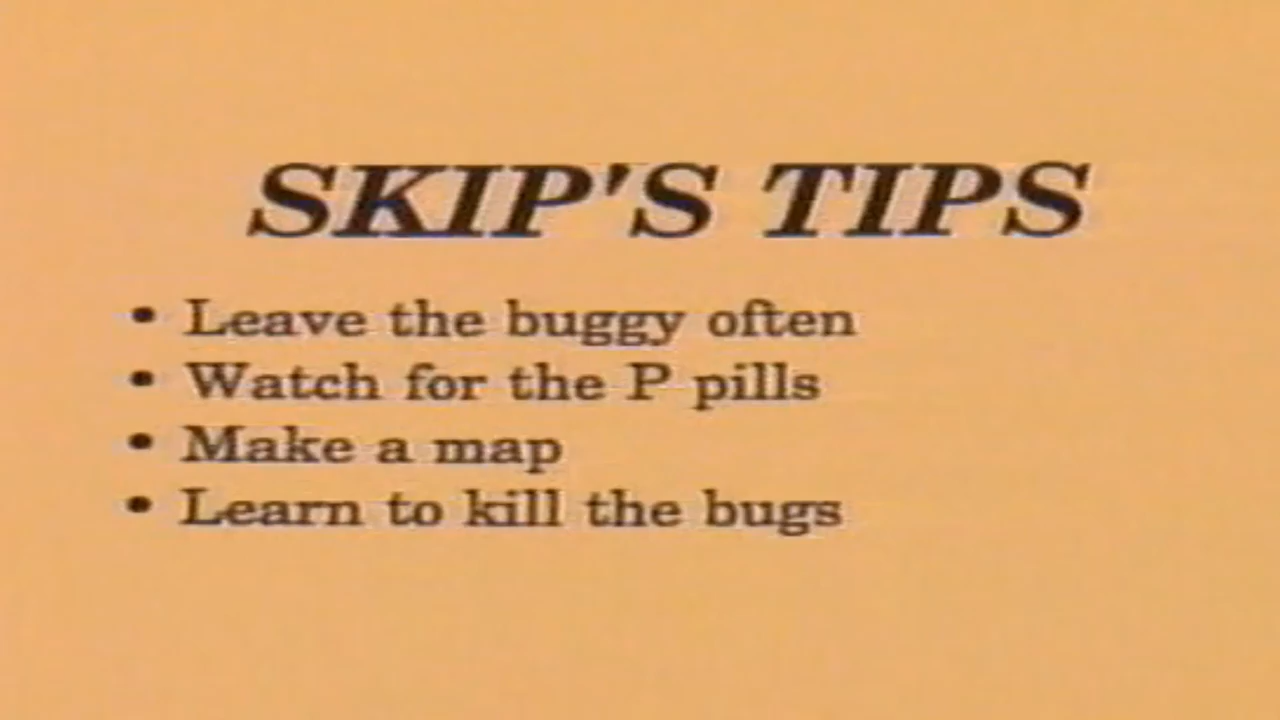 SKIP'S TIPS
• Leave the buggy often
• Watch for the P pills
• Make a map
• Learn to kill the bugs